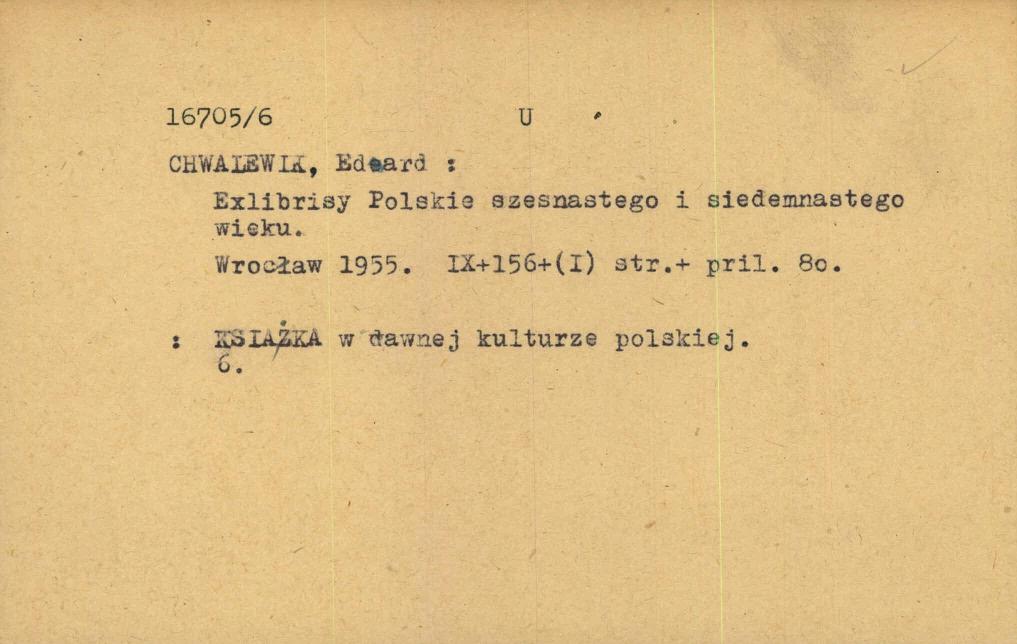 16705/6 U
CHWALEWIK, Edward :
Exlibrisy Polskie szesnastego i siedemnastego
wieku.
Wrocław 1955. IX+156+(I) str.+ pril. 8o.
: KSIAŻKA w dawnej kulturze polskiej.
6.